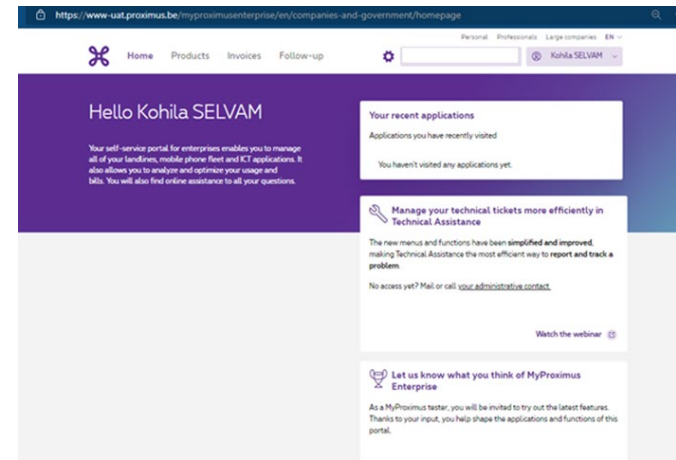 https://www-uat.proximus.be/myproximusenterprise/en/companies-and-government/homepage
Personal Professionals Large companies EN
Home Products Invoices Follow-up
Kohila SELVAM
Hello Kohila SELVAM
Your self-service portal for enterprises enables you to manage
all of your landlines, mobile phone fleet and ICT applications. It
also allows you to analyze and optimize your usage and
bills. You will also find online assistance to all your questions.
Your recent applications
Applications you have recently visited
You haven't visited any applications yet.
Manage your technical tickets more efficiently in
Technical Assistance
The new menus and functions have been simplified and improved,
making Technical Assistance the most efficient way to report and track a
problem.
No access yet? Mail or call your administrative contact.
Watch the webinar
Let us know what you think of MyProximus
Enterprise
As a MyProximus tester, you will be invited to try out the latest features.
Thanks to your input, you help shape the applications and functions of this
portal.